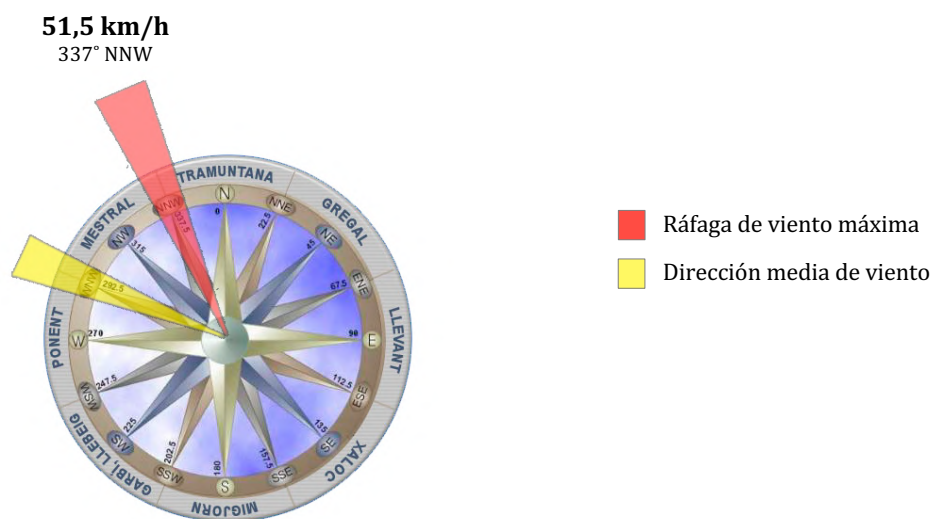 51,5 km/h
337° NNW
TRAMUNTANA
MESTRAL
GREGAL
NNW
N
NNE
337,5
0
22.5
NW
315
45
NE
WNW
292.5
67.5
ENE
PONENT
W
270
90
E
LLEVANT
WSW
247.5
112.5
ESE
SW
225
135
SE
GARBÍ, LLEBEIG
SSW
202.5
180
157.5
SSE
XALOC
S
MIGJORN
Ráfaga de viento máxima
Dirección media de viento